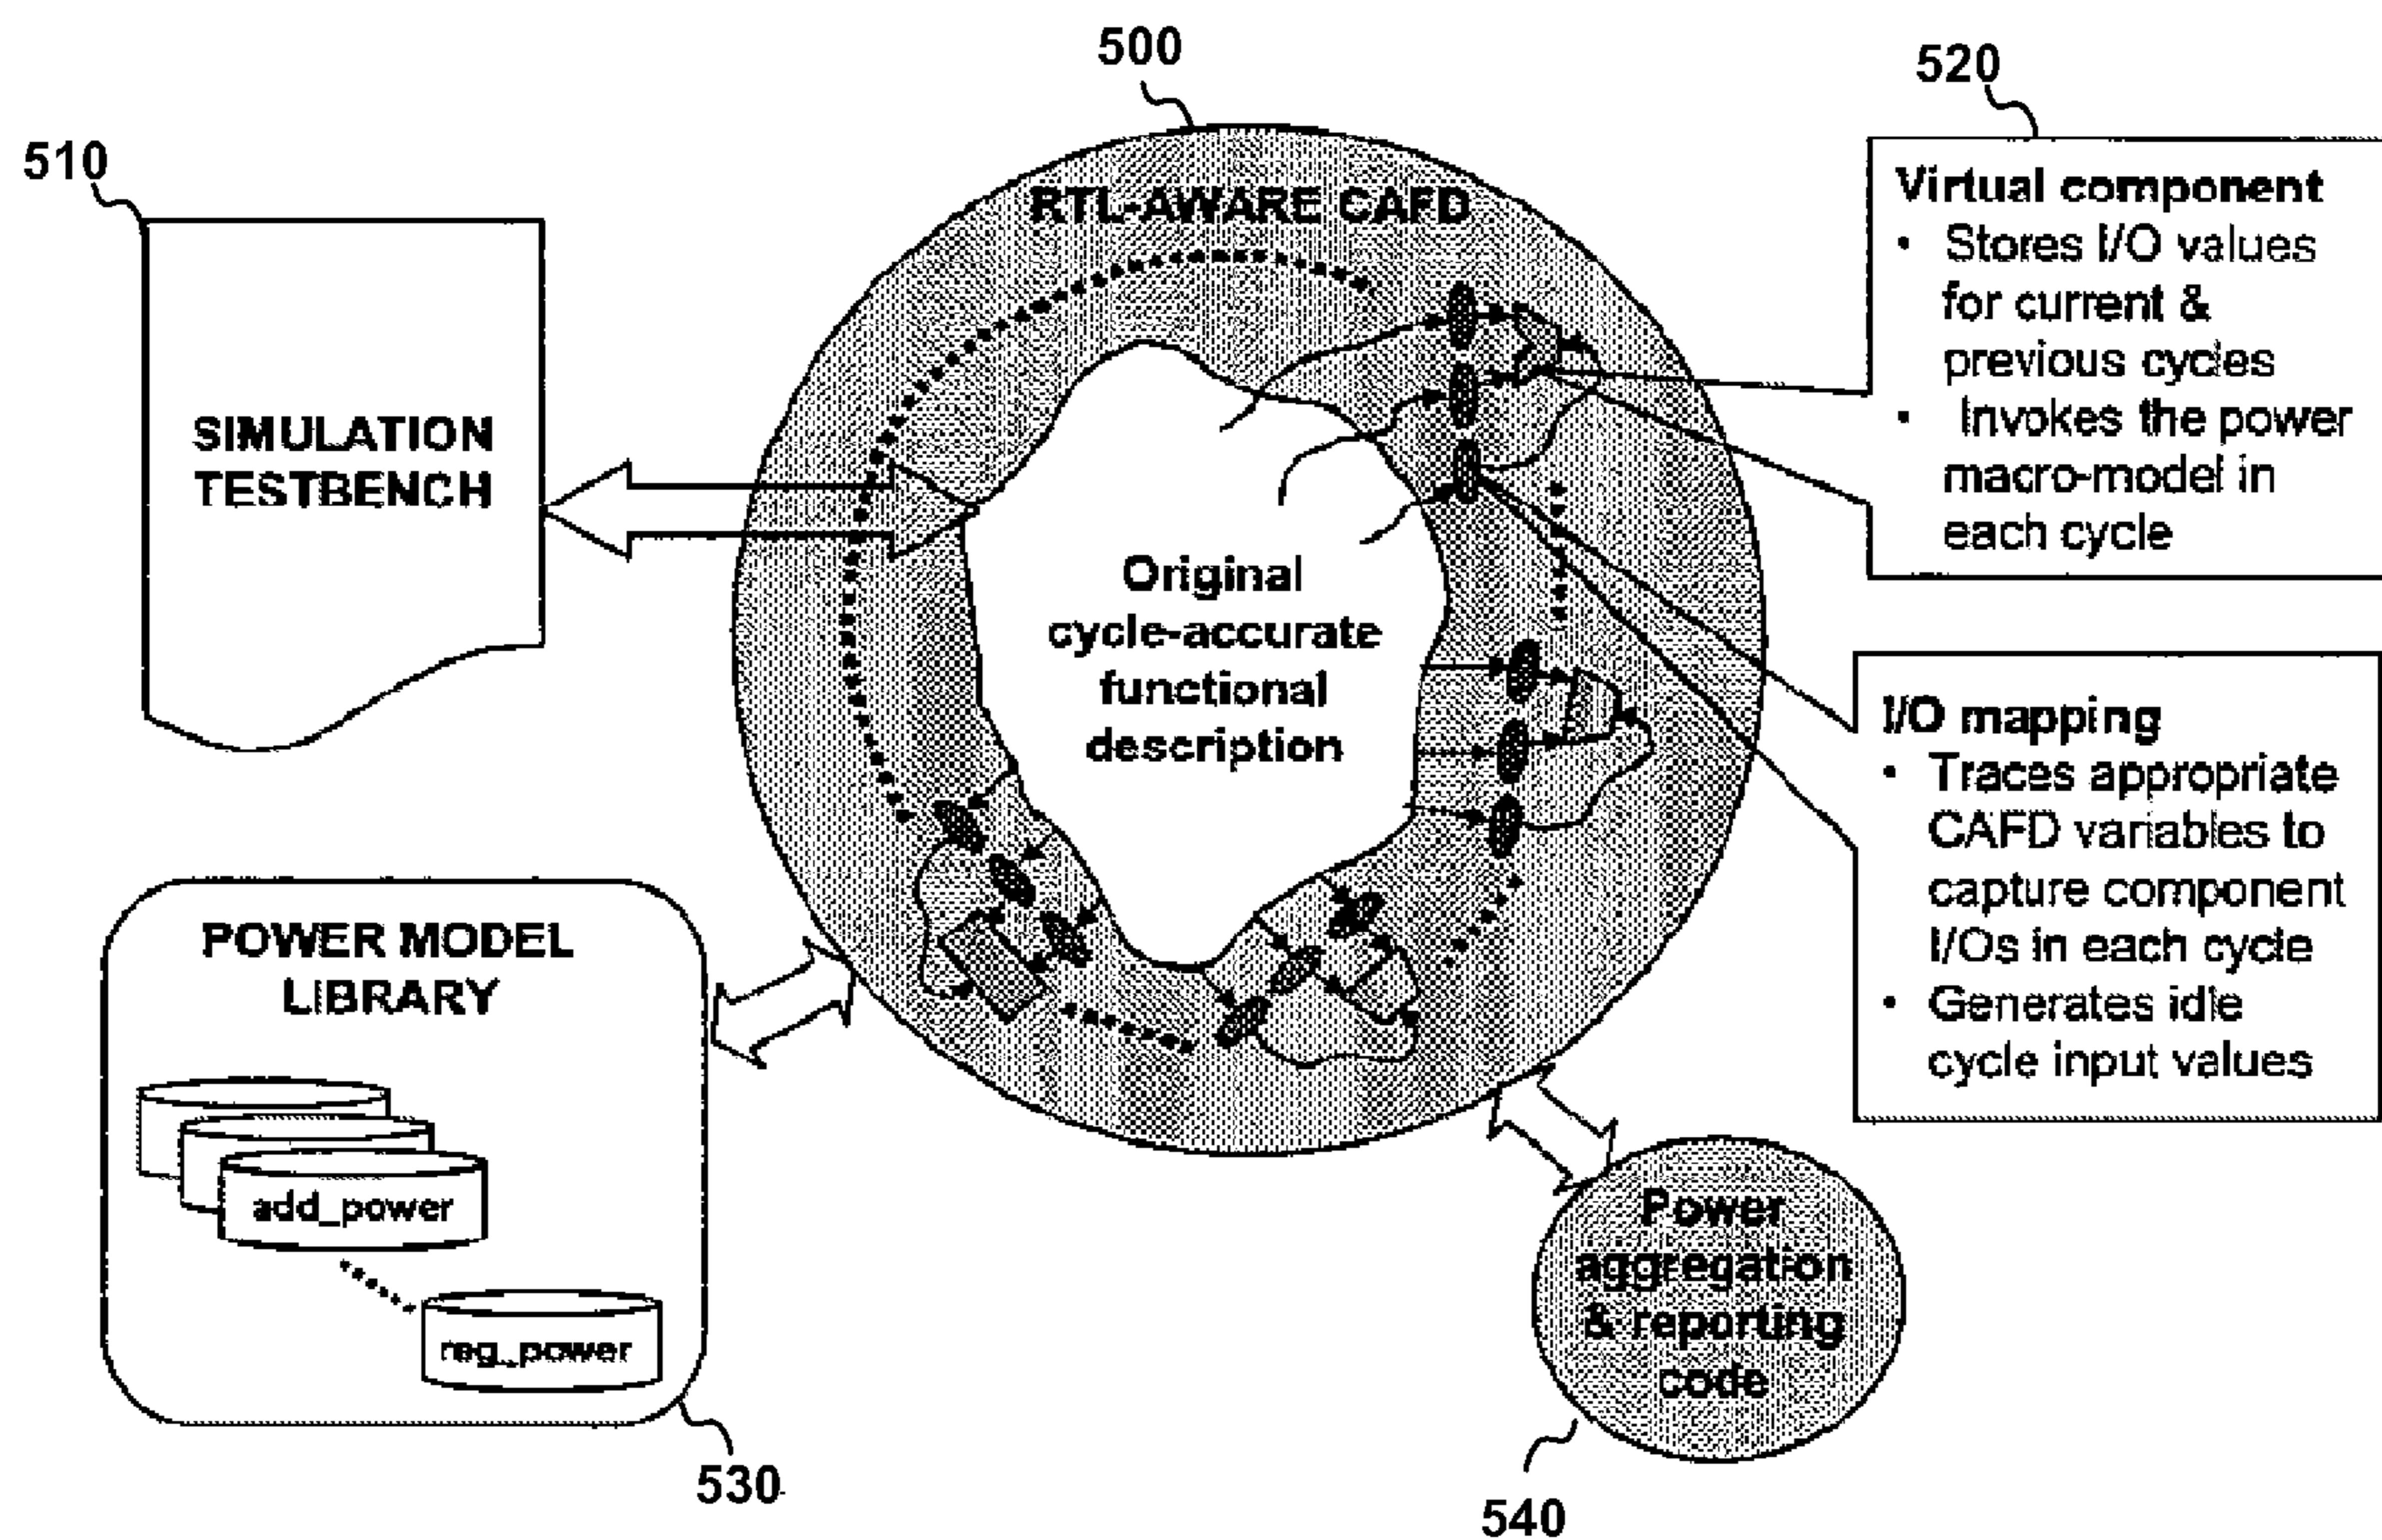 500
520
510
RTL-AWARE CAFD
Virtual component
• Stores I/O values
for current &
previous cycles
• Invokes the power
macro-model in
each cycle
SIMULATION
TESTBENCH
Original
cycle-accurate
functional
description
I/O mapping
• Traces appropriate
CAFD variables to
capture component
I/Os in each cycle
• Generates idle
cycle input values
POWER MODEL
LIBRARY
add_power
reg_power
Power
aggregation
& reporting
code
530
540